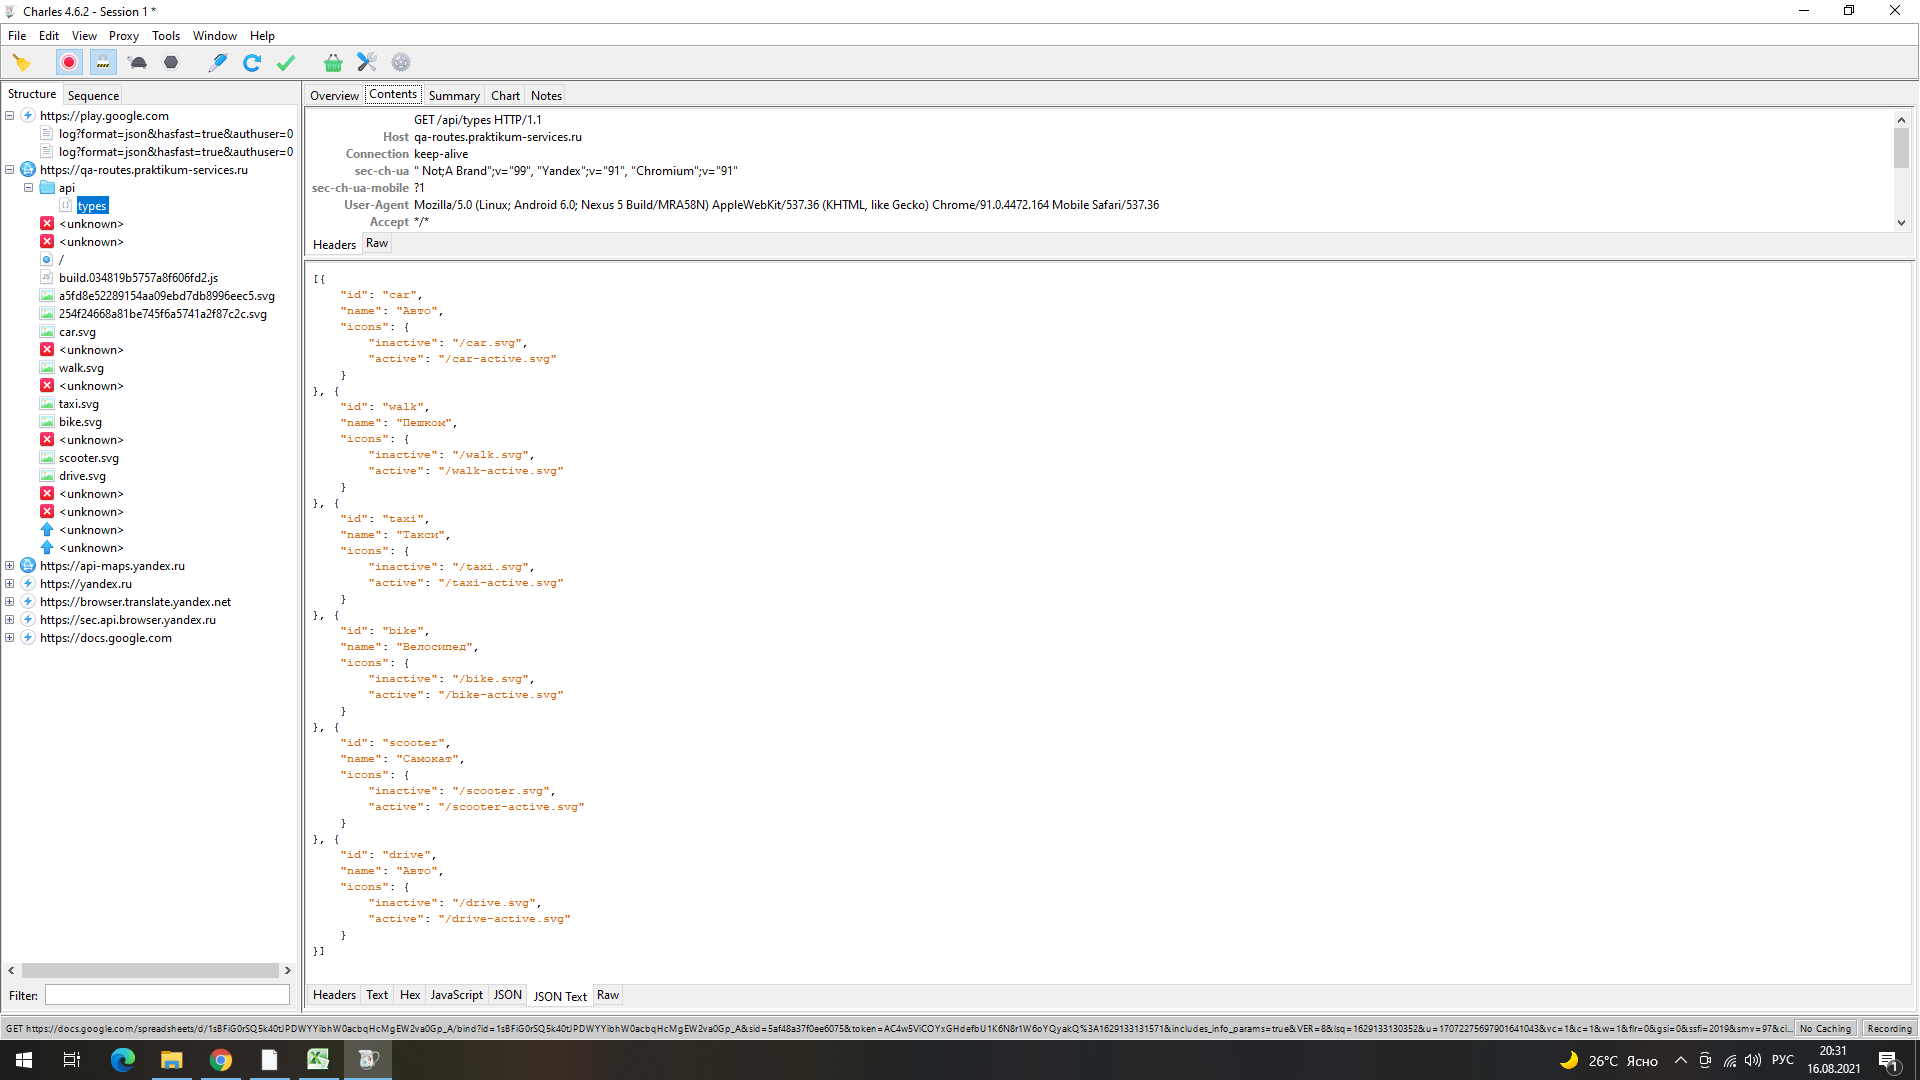 Charles 4.6.2 - Session 1 *
File Edit View Proxy Tools Window Help
Structure Sequence
https://play.google.com
log?format=json&hasfast=true&authuser=0
log?format=json&hasfast=true&authuser=0
https://qa-routes.praktikum-services.ru
api
types
<unknown>
<unknown>
/
build.034819b5757a8f606fd2.js
a5fd8e52289154aa09ebd7db8996eec5.svg
254f24668a81be745f6a5741a2f87c2c.svg
car.svg
<unknown>
walk.svg
<unknown>
taxi.svg
bike.svg
<unknown>
scooter.svg
drive.svg
<unknown>
<unknown>
<unknown>
<unknown>
https://api-maps.yandex.ru
https://yandex.ru
https://browser.translate.yandex.net
https://sec.api.browser.yandex.ru
https://docs.google.com
Filter:
Overview Contents Summary Chart Notes
GET /api/types HTTP/1.1
Host qa-routes.praktikum-services.ru
Connection keep-alive
sec-ch-ua " Not;A Brand";v="99", "Yandex";v="91", "Chromium";v="91"
sec-ch-ua-mobile ?1
User-Agent Mozilla/5.0 (Linux; Android 6.0; Nexus 5 Build/MRA58N) AppleWebKit/537.36 (KHTML, like Gecko) Chrome/91.0.4472.164 Mobile Safari/537.36
Accept */*
Headers Raw
[{
"id": "car",
"name": "Авто",
"icons": {
"inactive": "/car.svg",
"active": "/car-active.svg"
}
}, {
"id": "walk",
"name": "Пешком",
"icons": {
"inactive": "/walk.svg",
"active": "/walk-active.svg"
}
}, {
"id": "taxi",
"name": "Такси",
"icons": {
"inactive": "/taxi.svg",
"active": "/taxi-active.svg"
}
}, {
"id": "bike",
"name": "Велосипед",
"icons": {
"inactive": "/bike.svg",
"active": "/bike-active.svg"
}
}, {
"id": "scooter",
"name": "Самокат",
"icons": {
"inactive": "/scooter.svg",
"active": "/scooter-active.svg"
}
}, {
"id": "drive",
"name": "Авто",
"icons": {
"inactive": "/drive.svg",
"active": "/drive-active.svg"
}
}]
Headers Text Hex JavaScript JSON JSON Text Raw
GET https://docs.google.com/spreadsheets/d/1sBFiG0rSQ5k40tJPDWYYibhW0acbqHcMgEW2va0Gp_A/bind?id=1sBFiG0rSQ5k40tJPDWYYibhW0acbqHcMgEW2va0Gp_A&sid=5af48a37f0ee6075&token=AC4w5ViCOYxGHdefbU1K6N8r1W6oYQyakQ%3A1629133131571&includes_info_params=true&VER=8&lsq=1629133130352&u=17072275697901641043&vc=1&c=1&w=1&flr=0&gsi=0&ssfi=2019&smv=97&ci...
No Caching Recording
26°C Ясно
РУС
20:31
16.08.2021
1